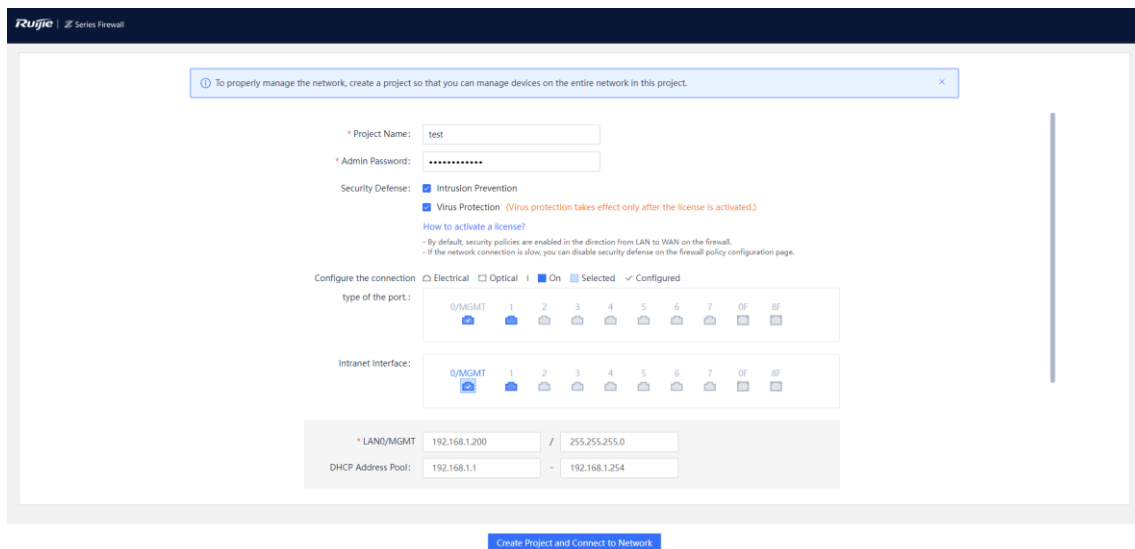 Ruijie | Z Series Firewall
To properly manage the network, create a project so that you can manage devices on the entire network in this project.
* Project Name: test
* Admin Password: ••••••••••••
Security Defense: Intrusion Prevention
Virus Protection (Virus protection takes effect only after the license is activated.)
How to activate a license?
- By default, security policies are enabled in the direction from LAN to WAN on the firewall.
- If the network connection is slow, you can disable security defense on the firewall policy configuration page.
Configure the connection Electrical Optical | On Selected Configured
type of the port.:
0/MGMT 1 2 3 4 5 6 7 0F 8F
Intranet Interface:
0/MGMT 1 2 3 4 5 6 7 0F 8F
* LAN0/MGMT 192.168.1.200 / 255.255.255.0
DHCP Address Pool: 192.168.1.1 - 192.168.1.254
Create Project and Connect to Network